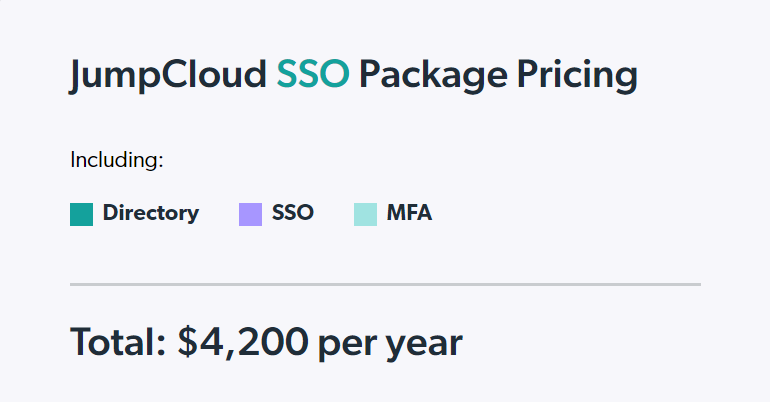 JumpCloud SSO Package Pricing
Including:
Directory SSO MFA
Total: $4,200 per year